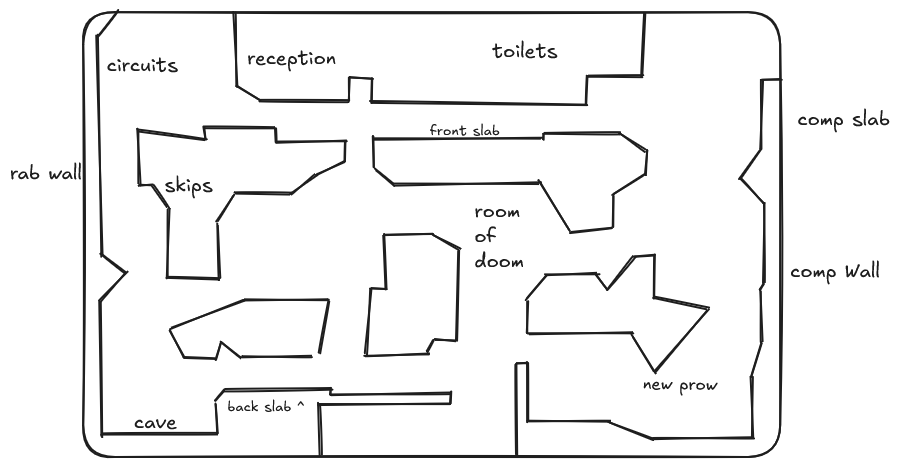 circuits
reception
toilets
comp slab
front slab
rab wall
skips
room
of
doom
comp Wall
new prow
back slab ^
cave